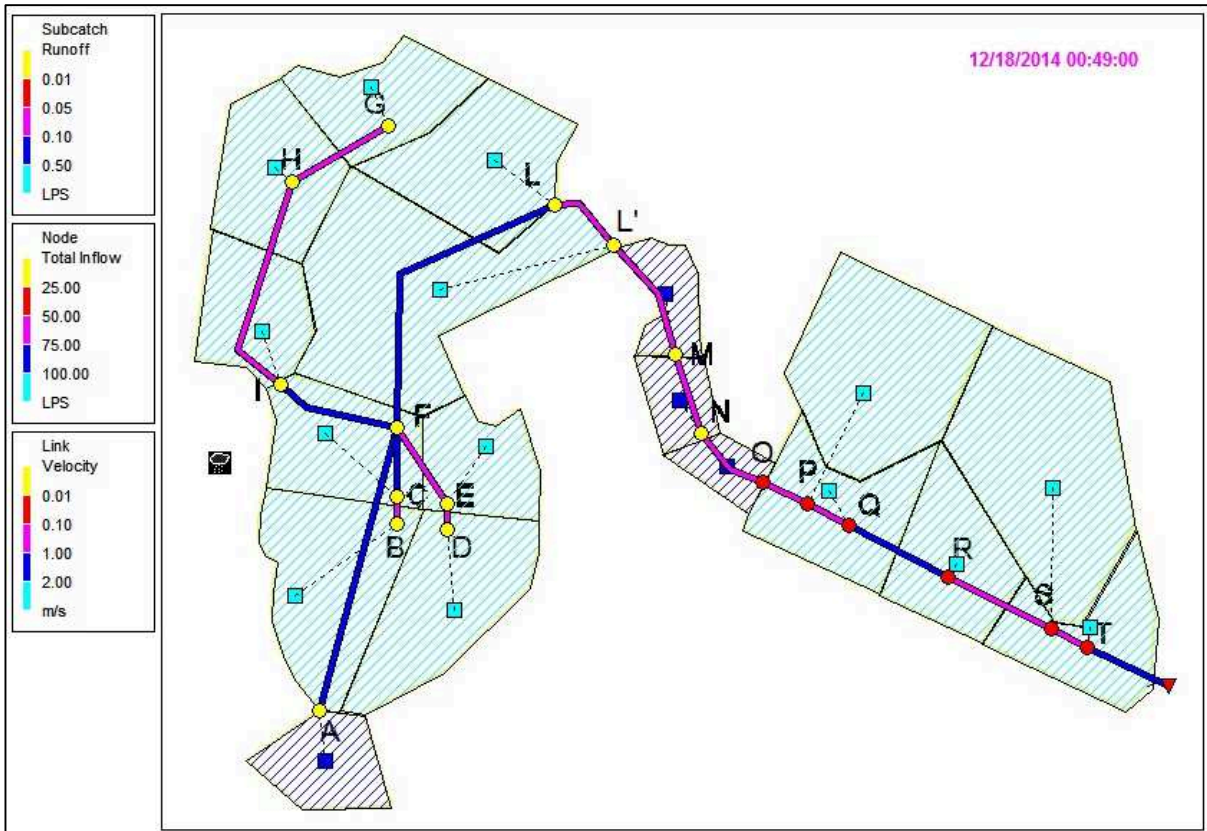 Subcatch
Runoff
0.01
0.05
0.10
0.50
LPS
Node
Total Inflow
25.00
50.00
75.00
100.00
LPS
Link
Velocity
0.01
0.10
1.00
2.00
m/s
12/18/2014 00:49:00
G
H
L
L'
I
F
M
N
C
E
B
D
O
P
Q
R
S
T
A